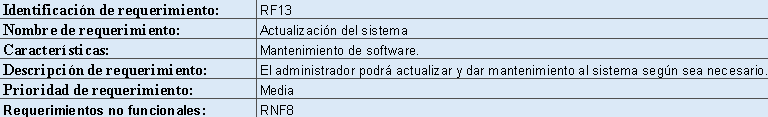 Identificación de requerimiento: RF13
Nombre de requerimiento: Actualización del sistema
Características: Mantenimiento de software.
Descripción de requerimiento: El administrador podrá actualizar y dar mantenimiento al sistema según sea necesario.
Prioridad de requerimiento: Media
Requerimientos no funcionales: RNF8